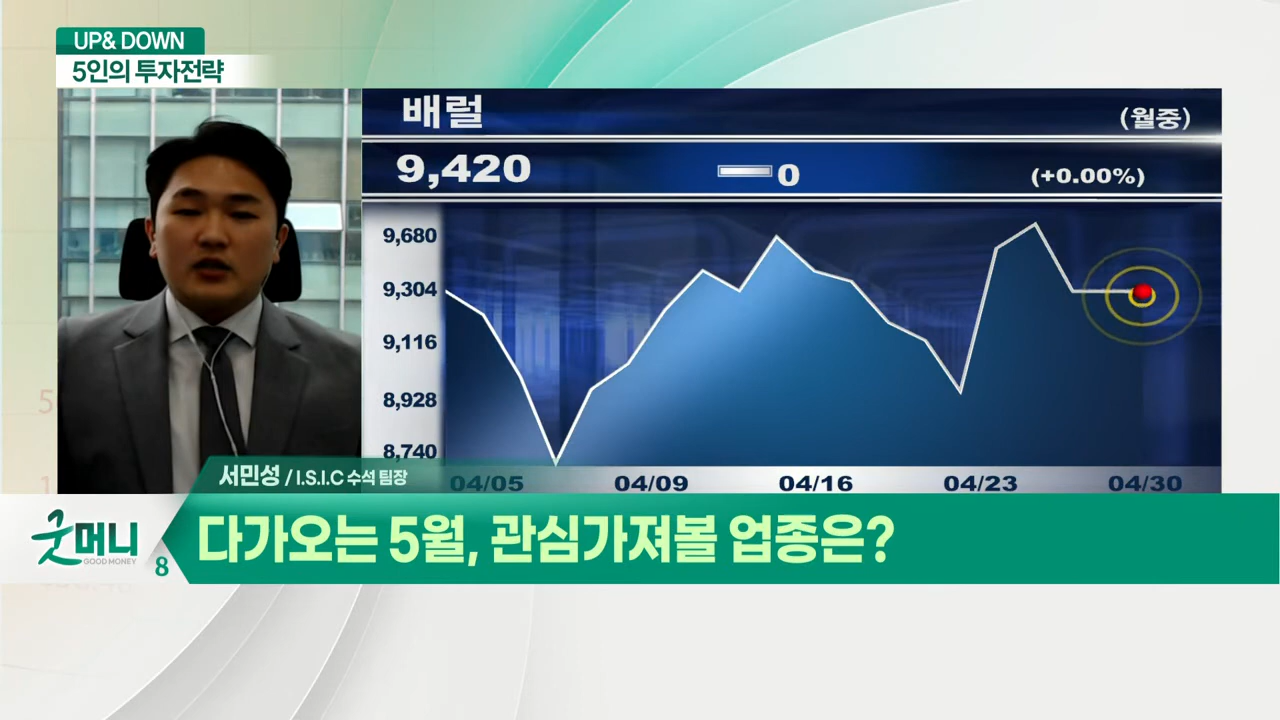 UP& DOWN
5인의 투자전략
배럴
(월중)
9,420
0
(+0.00%)
9,680
9,304
9,116
8,928
8,740
04/05
04/09
04/16
04/23
04/30
서민성 / I.S.I.C 수석 팀장
굿머니
GOOD MONEY
8
다가오는 5월, 관심가져볼 업종은?